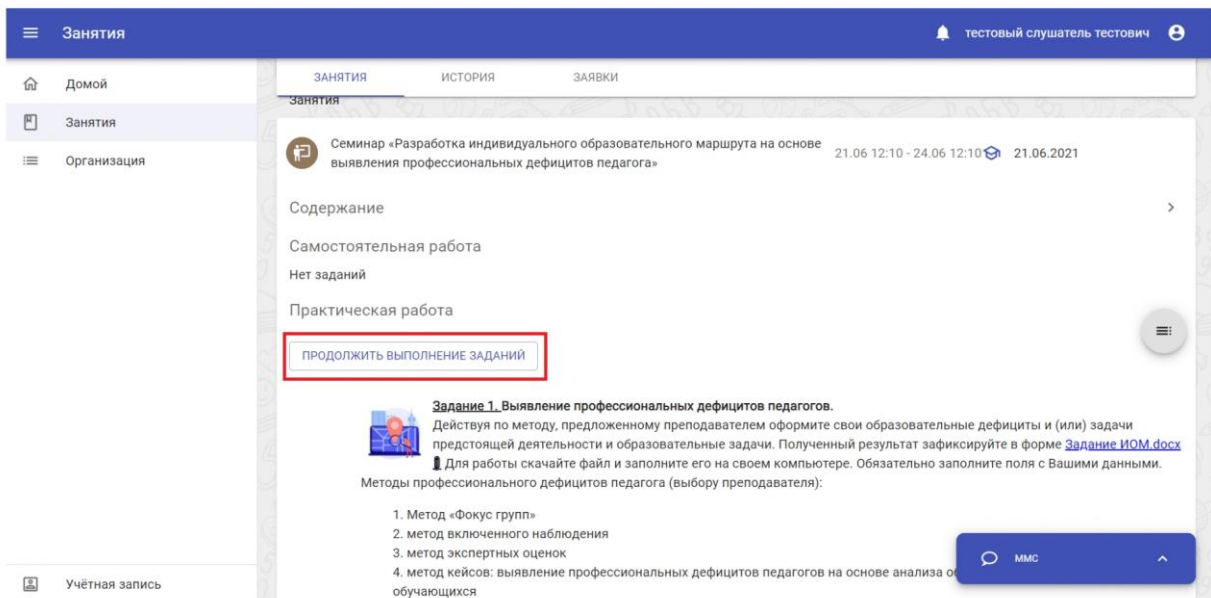 Занятия
тестовый слушатель тестович
Домой
Занятия
Организация
Учётная запись
ЗАНЯТИЯ ИСТОРИЯ ЗАЯВКИ
Занятия
Семинар «Разработка индивидуального образовательного маршрута на основе
выявления профессиональных дефицитов педагога»
21.06 12:10 - 24.06 12:10 21.06.2021
Содержание
Самостоятельная работа
Нет заданий
Практическая работа
ПРОДОЛЖИТЬ ВЫПОЛНЕНИЕ ЗАДАНИЙ
Задание 1. Выявление профессиональных дефицитов педагогов.
Действуя по методу, предложенному преподавателем оформите свои образовательные дефициты и (или) задачи
предстоящей деятельности и образовательные задачи. Полученный результат зафиксируйте в форме Задание ИОМ.docx
Для работы скачайте файл и заполните его на своем компьютере. Обязательно заполните поля с Вашими данными.
Методы профессионального дефицитов педагога (выбору преподавателя):
1. Метод «Фокус групп»
2. метод включенного наблюдения
3. метод экспертных оценок
4. метод кейсов: выявление профессиональных дефицитов педагогов на основе анализа
обучающихся
ММС